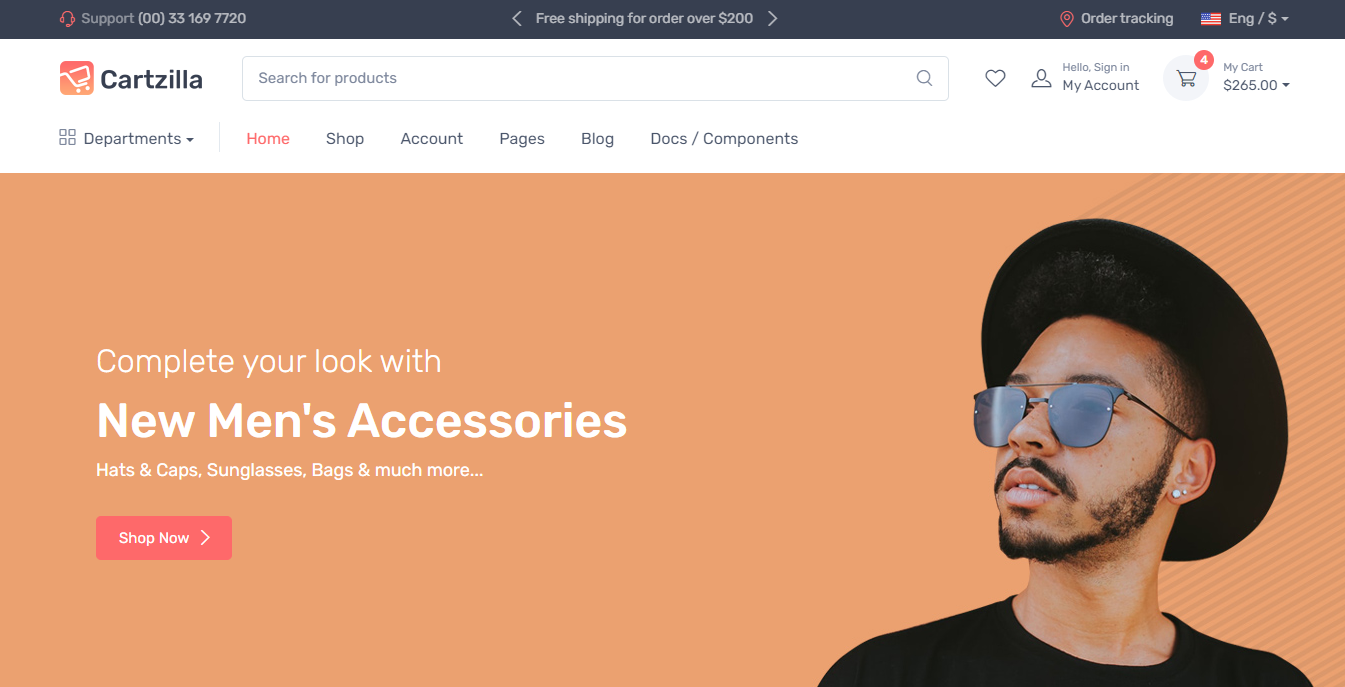 Support (00) 33 169 7720
Free shipping for order over $200
Order tracking
Eng / $
Cartzilla
Search for products
Hello, Sign in
My Account
4
My Cart
$265.00
Departments
Home
Shop
Account
Pages
Blog
Docs / Components
Complete your look with
New Men's Accessories
Hats & Caps, Sunglasses, Bags & much more...
Shop Now